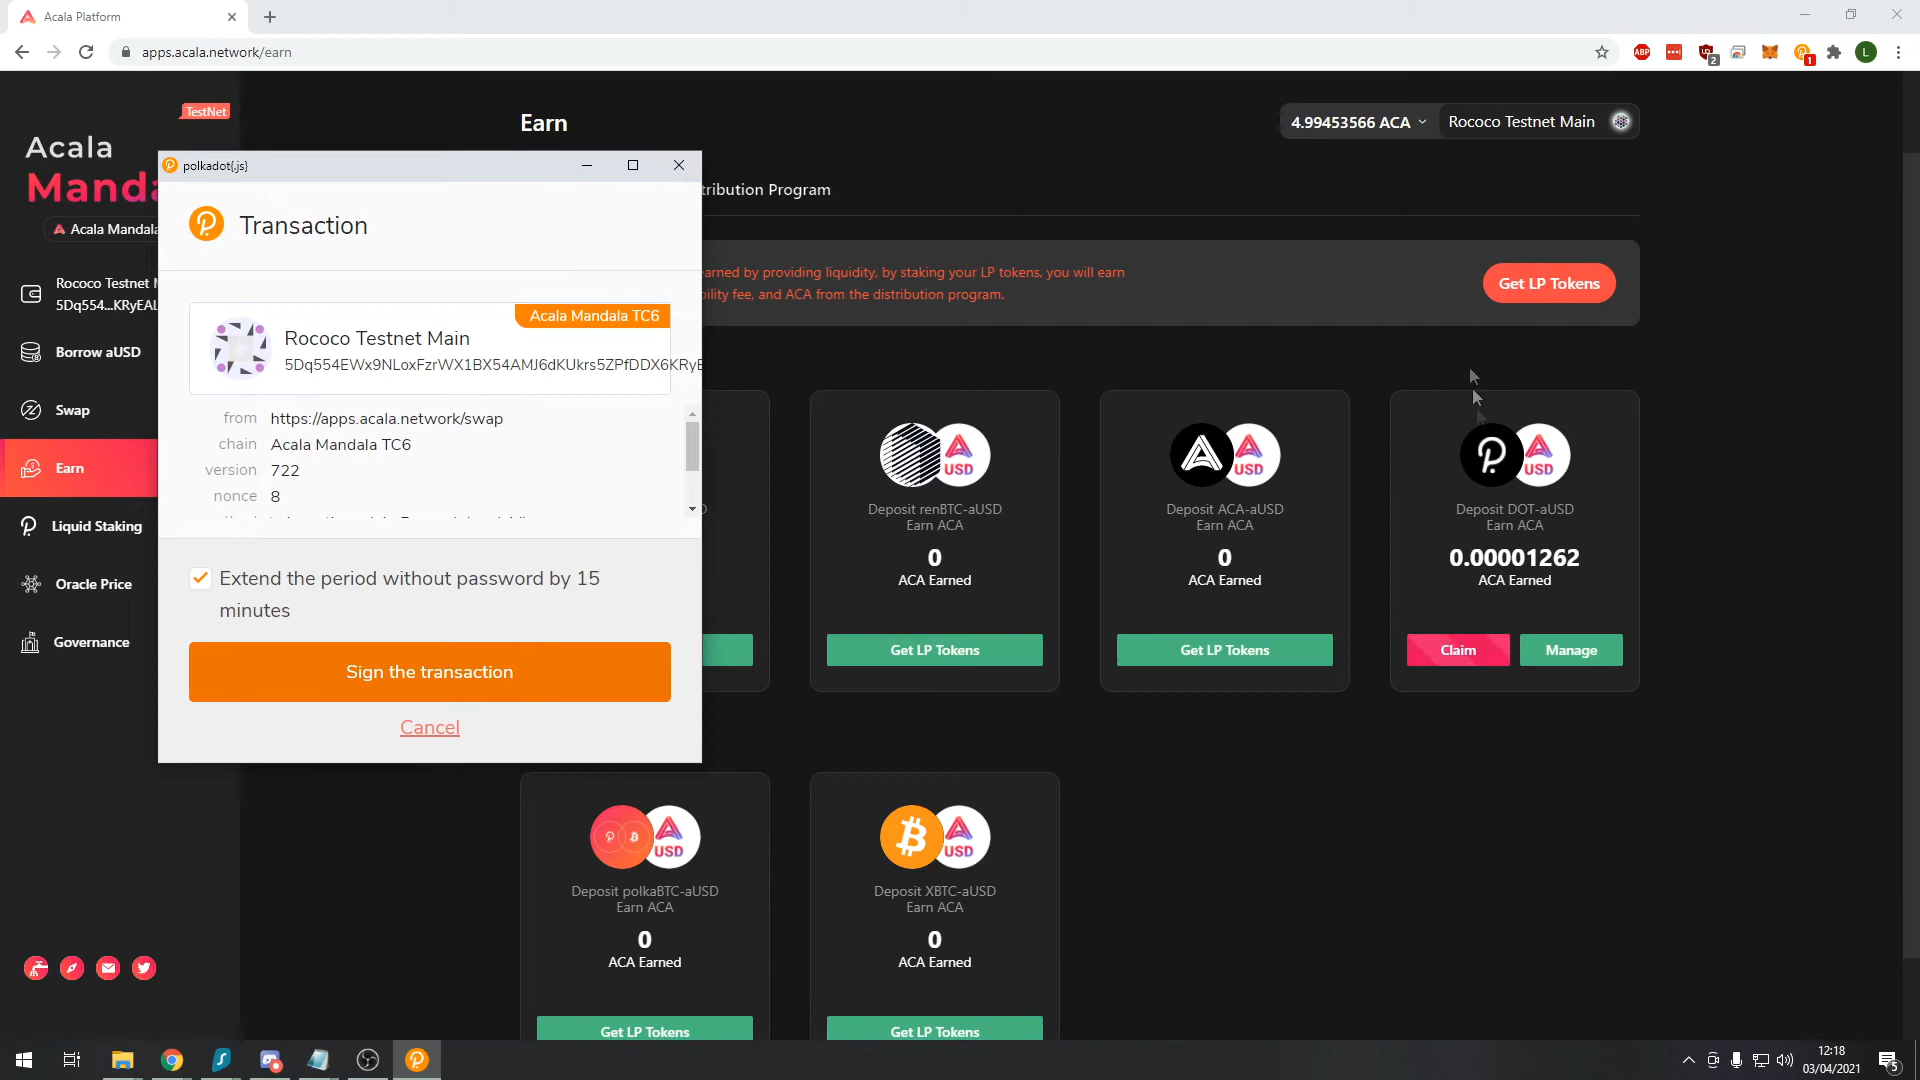 Acala Platform
apps.acala.network/earn
ABP
2
1
L
TestNet
Acala
Manda
Acala Mandala
Rococo Testnet M
5Dq554...KRyEAL
Borrow aUSD
Swap
Earn
Liquid Staking
Oracle Price
Governance
Earn
4.99453566 ACA
Rococo Testnet Main
tribution Program
earned by providing liquidity, by staking your LP tokens, you will earn
bility fee, and ACA from the distribution program.
Get LP Tokens
polkadot{.js}
Transaction
Acala Mandala TC6
Rococo Testnet Main
5Dq554EWx9NLoxFzrWX1BX54AMJ6dKUkrs5ZPfDDX6KRyE
from https://apps.acala.network/swap
chain Acala Mandala TC6
version 722
nonce 8
Extend the period without password by 15
minutes
Sign the transaction
Cancel
USD
Deposit renBTC-aUSD
Earn ACA
0
ACA Earned
Get LP Tokens
USD
Deposit ACA-aUSD
Earn ACA
0
ACA Earned
Get LP Tokens
USD
Deposit DOT-aUSD
Earn ACA
0.00001262
ACA Earned
Claim
Manage
USD
Deposit polkaBTC-aUSD
Earn ACA
0
ACA Earned
Get LP Tokens
USD
Deposit XBTC-aUSD
Earn ACA
0
ACA Earned
Get LP Tokens
12:18
03/04/2021
5